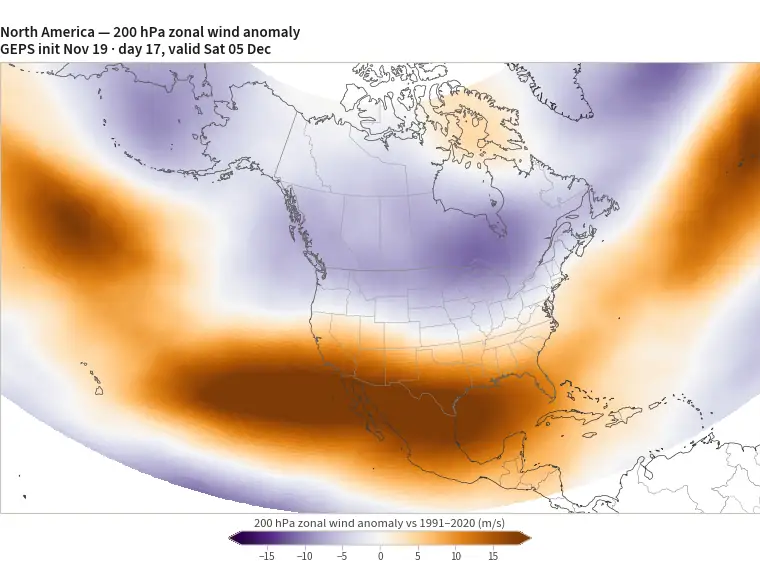 North America — 200 hPa zonal wind anomaly
GEPS init Nov 19 · day 17, valid Sat 05 Dec
200 hPa zonal wind anomaly vs 1991–2020 (m/s)
−15 −10 −5 0 5 10 15